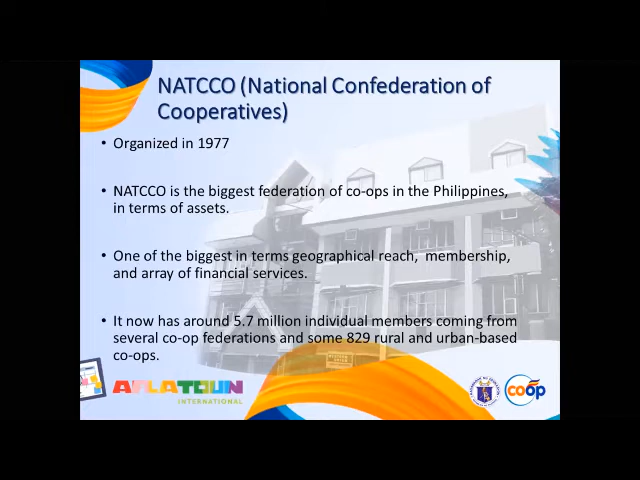 NATCCO (National Confederation of
Cooperatives)
• Organized in 1977
• NATCCO is the biggest federation of co-ops in the Philippines,
in terms of assets.
• One of the biggest in terms geographical reach, membership,
and array of financial services.
• It now has around 5.7 million individual members coming from
several co-op federations and some 829 rural and urban-based
co-ops.
AFLATOUN
INTERNATIONAL
coop